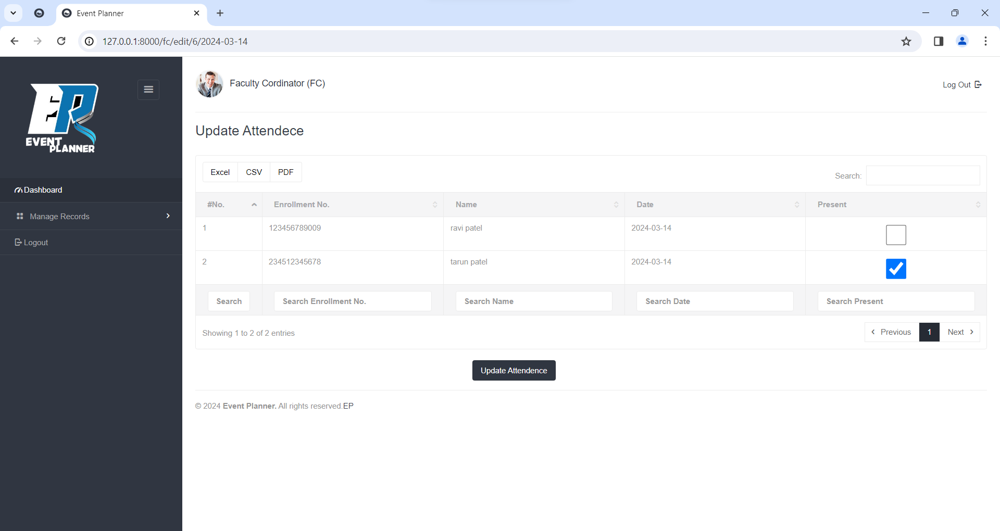 Event Planner
127.0.0.1:8000/fc/edit/6/2024-03-14
EVENT
PLANNER
Faculty Cordinator (FC)
Log Out
Dashboard
Manage Records
Logout
Update Attendece
Excel CSV PDF
Search:
#No. Enrollment No. Name Date Present
1 123456789009 ravi patel 2024-03-14
2 234512345678 tarun patel 2024-03-14
Search Search Enrollment No. Search Name Search Date Search Present
Showing 1 to 2 of 2 entries
Previous 1 Next
Update Attendence
© 2024 Event Planner. All rights reserved.EP